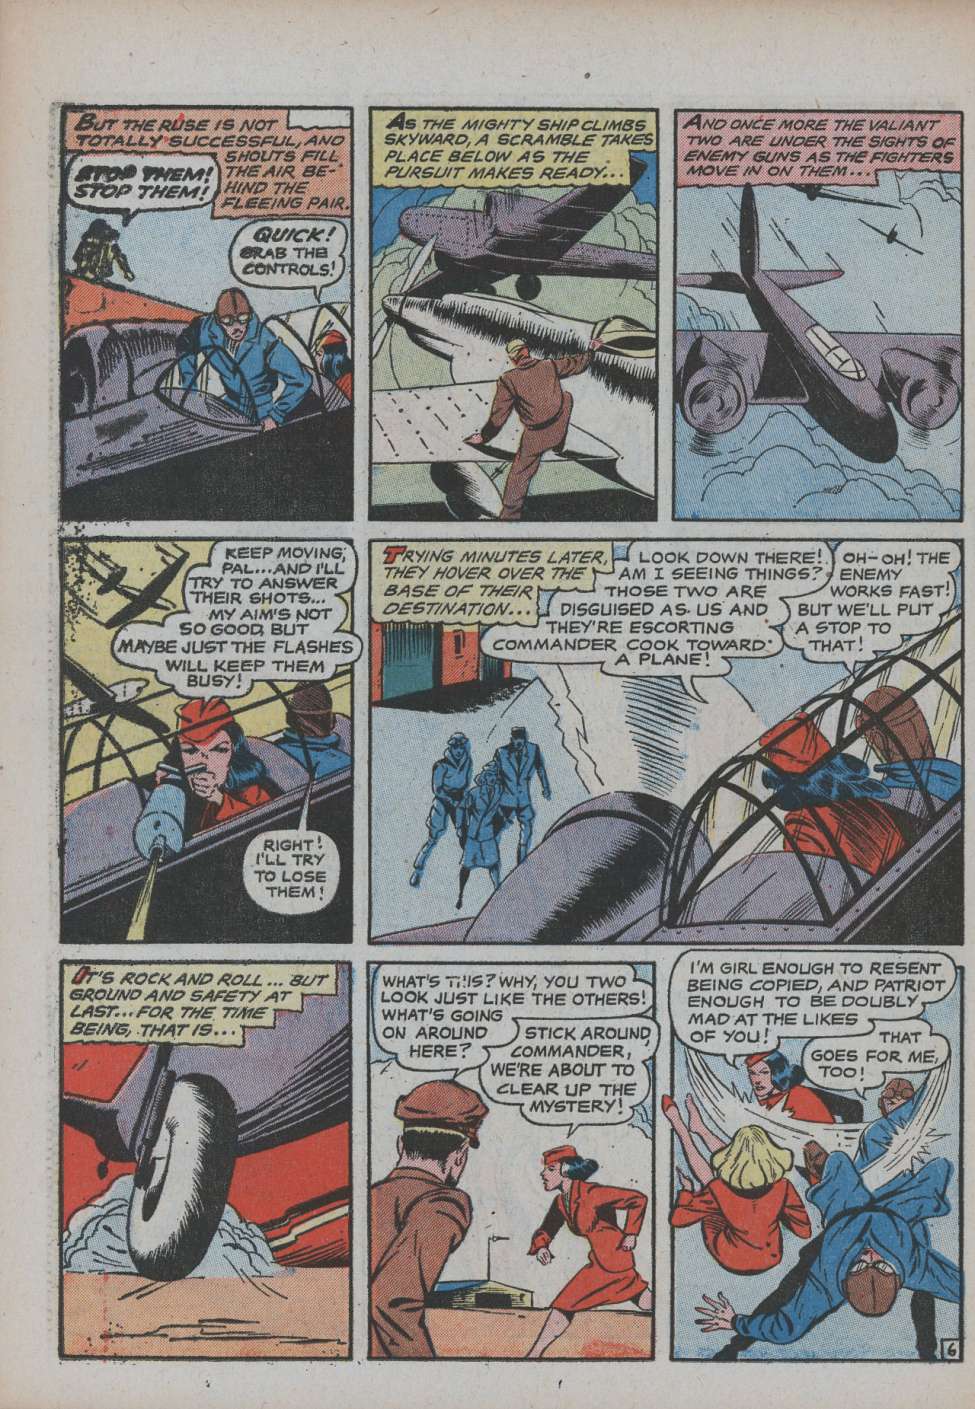 BUT THE RUSE IS NOT
TOTALLY SUCCESSFUL, AND
SHOUTS FILL
THE AIR BE-
HIND THE
FLEEING PAIR.
STOP THEM!
STOP THEM!
QUICK!
GRAB THE
CONTROLS!
AS THE MIGHTY SHIP CLIMBS
SKYWARD, A SCRAMBLE TAKES
PLACE BELOW AS THE
PURSUIT MAKES READY...
AND ONCE MORE THE VALIANT
TWO ARE UNDER THE SIGHTS OF
ENEMY GUNS AS THE FIGHTERS
MOVE IN ON THEM...
KEEP MOVING,
PAL...AND I'LL
TRY TO ANSWER
THEIR SHOTS...
MY AIM'S NOT
SO GOOD, BUT
MAYBE JUST THE FLASHES
WILL KEEP THEM
BUSY!
RIGHT!
I'LL TRY
TO LOSE
THEM!
TRYING MINUTES LATER,
THEY HOVER OVER THE
BASE OF THEIR
DESTINATION...
LOOK DOWN THERE!
AM I SEEING THINGS?
THOSE TWO ARE
DISGUISED AS US AND
THEY'RE ESCORTING
COMMANDER COOK TOWARD
A PLANE!
OH-OH! THE
ENEMY
WORKS FAST!
BUT WE'LL PUT
A STOP TO
THAT!
IT'S ROCK AND ROLL... BUT
GROUND AND SAFETY AT
LAST...FOR THE TIME
BEING, THAT IS...
WHAT'S THIS? WHY, YOU TWO
LOOK JUST LIKE THE OTHERS!
WHAT'S GOING
ON AROUND
HERE?
STICK AROUND,
COMMANDER,
WE'RE ABOUT TO
CLEAR UP THE
MYSTERY!
I'M GIRL ENOUGH TO RESENT
BEING COPIED, AND PATRIOT
ENOUGH TO BE DOUBLY
MAD AT THE LIKES
OF YOU!
THAT
GOES FOR ME,
TOO!
6